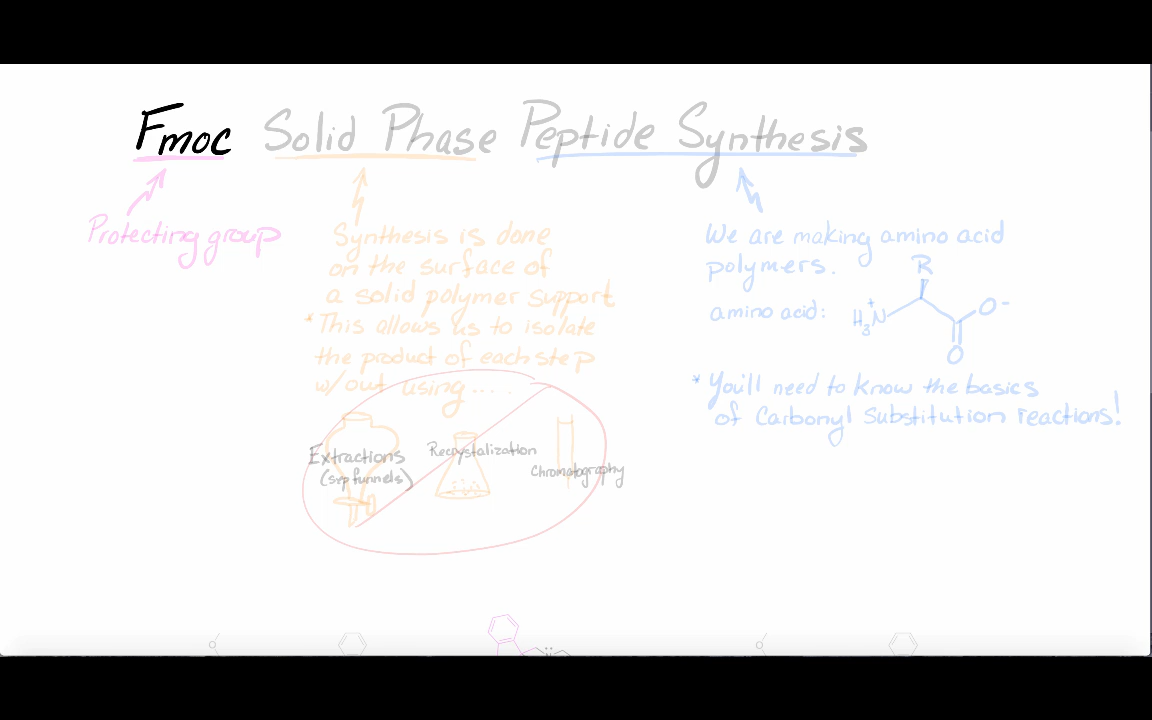 Fmoc Solid Phase Peptide Synthesis
Protecting group
Synthesis is done
on the surface of
a solid polymer support
* This allows us to isolate
the product of each step
w/out using ....
Extractions
(sep funnels)
Recrystalization
Chromatography
We are making amino acid
polymers.
amino acid:
R
H3N+
O-
O
* You'll need to know the basics
of Carbonyl Substitution reactions!
O
O
N